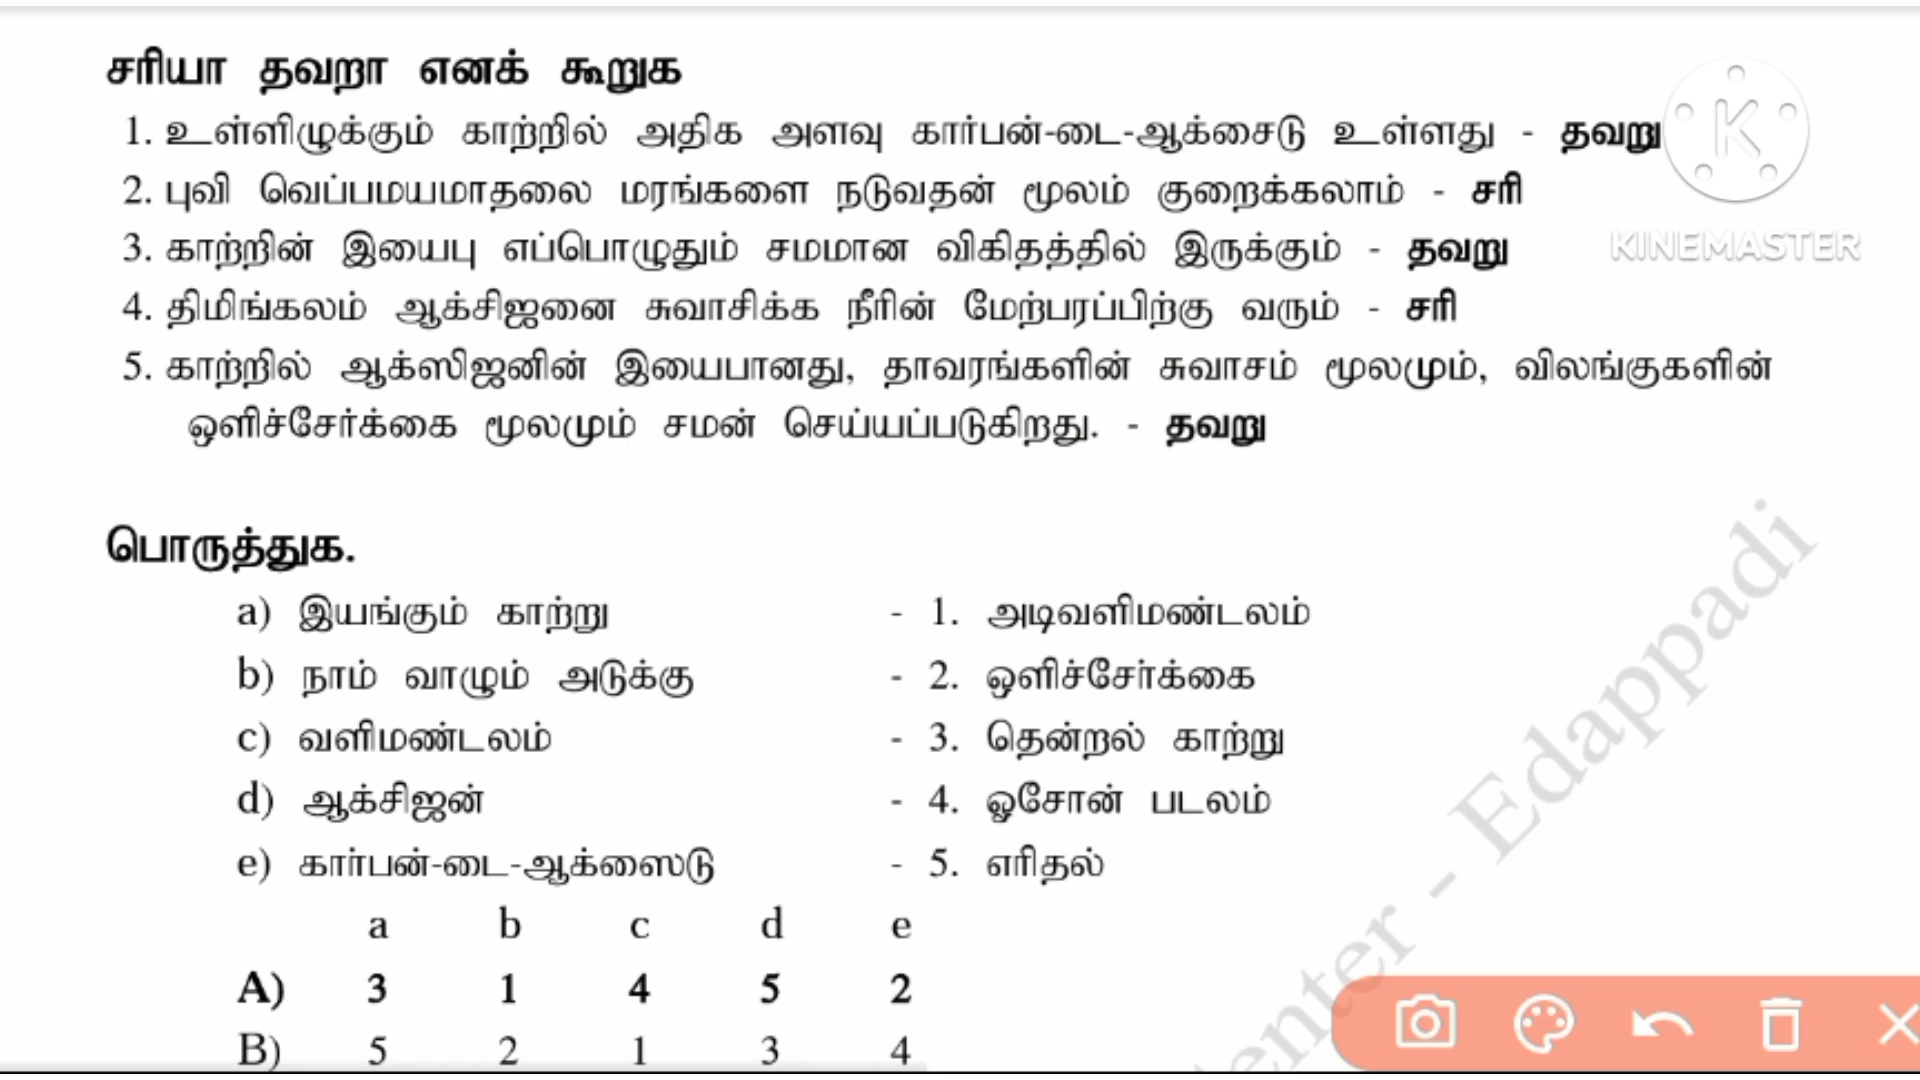 சரியா தவறா எனக் கூறுக
1. உள்ளிழுக்கும் காற்றில் அதிக அளவு கார்பன்-டை-ஆக்சைடு உள்ளது - தவறு
2. புவி வெப்பமயமாதலை மரங்களை நடுவதன் மூலம் குறைக்கலாம் - சரி
KINEMASTER
3. காற்றின் இயைபு எப்பொழுதும் சமமான விகிதத்தில் இருக்கும் - தவறு
4. திமிங்கலம் ஆக்சிஜனை சுவாசிக்க நீரின் மேற்பரப்பிற்கு வரும் - சரி
5. காற்றில் ஆக்ஸிஜனின் இயைபானது, தாவரங்களின் சுவாசம் மூலமும், விலங்குகளின்
ஒளிச்சேர்க்கை மூலமும் சமன் செய்யப்படுகிறது. - தவறு
பொருத்துக.
a) இயங்கும் காற்று - 1. அடிவளிமண்டலம்
b) நாம் வாழும் அடுக்கு - 2. ஒளிச்சேர்க்கை
c) வளிமண்டலம் - 3. தென்றல் காற்று
d) ஆக்சிஜன் - 4. ஓசோன் படலம்
e) கார்பன்-டை-ஆக்ஸைடு - 5. எரிதல்
a b c d e
A) 3 1 4 5 2
B) 5 2 1 3 4
enter - Edappadi